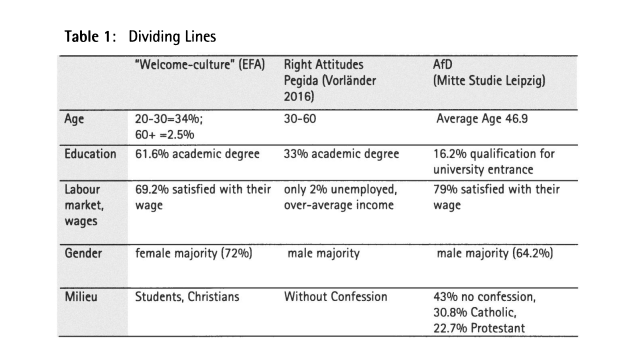 Table 1: Dividing Lines
"Welcome-culture" (EFA) Right Attitudes AfD
Pegida (Vorländer (Mitte Studie Leipzig)
2016)
Age 20-30=34%; 30-60 Average Age 46.9
60+ =2.5%
Education 61.6% academic degree 33% academic degree 16.2% qualification for
university entrance
Labour 69.2% satisfied with their only 2% unemployed, 79% satisfied with their
market, wage over-average income wage
wages
Gender female majority (72%) male majority male majority (64.2%)
Milieu Students, Christians Without Confession 43% no confession,
30.8% Catholic,
22.7% Protestant